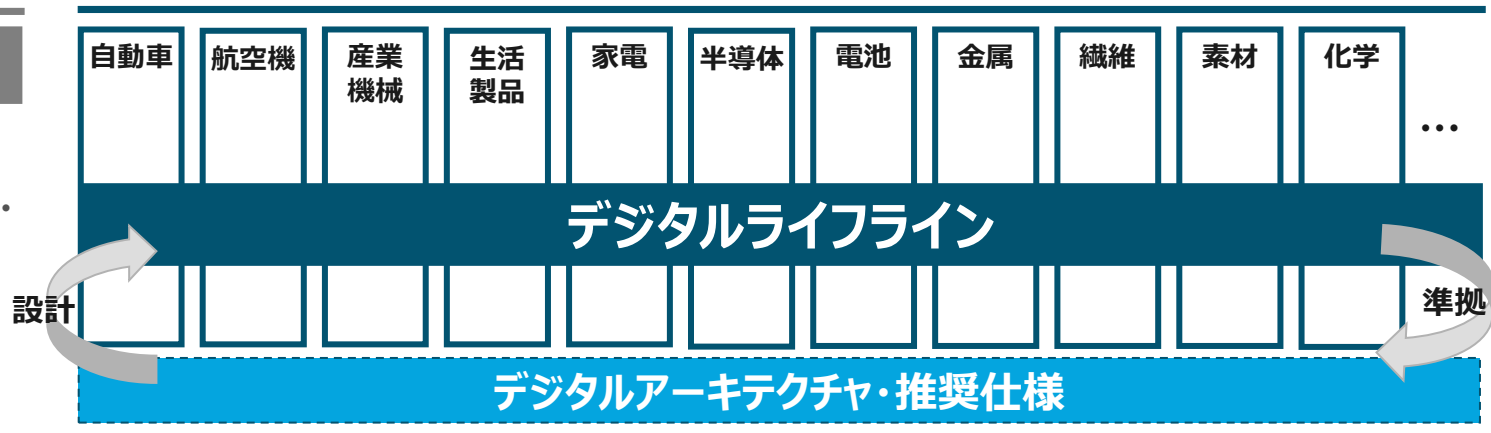 自動車
航空機
産業
機械
生活
製品
家電
半導体
電池
金属
繊維
素材
化学
…
デジタルライフライン
設計
準拠
デジタルアーキテクチャ・推奨仕様